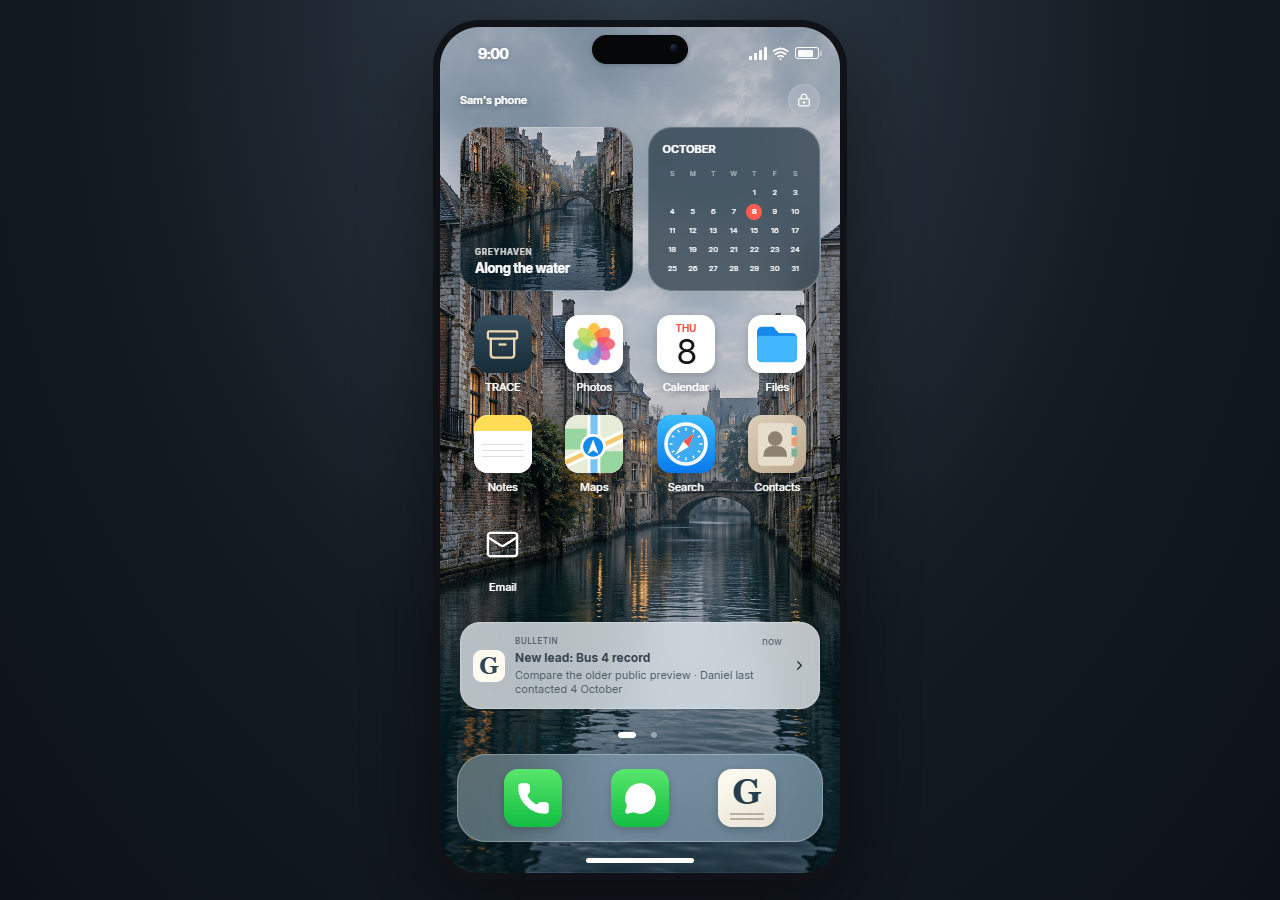 9:00
Sam's phone
GREYHAVEN
Along the water
OCTOBER
S M T W T F S
1 2 3
4 5 6 7 8 9 10
11 12 13 14 15 16 17
18 19 20 21 22 23 24
25 26 27 28 29 30 31
THU
8
TRACE Photos Calendar Files
Notes Maps Search Contacts
Email
BULLETIN now
G
New lead: Bus 4 record
Compare the older public preview · Daniel last
contacted 4 October
G